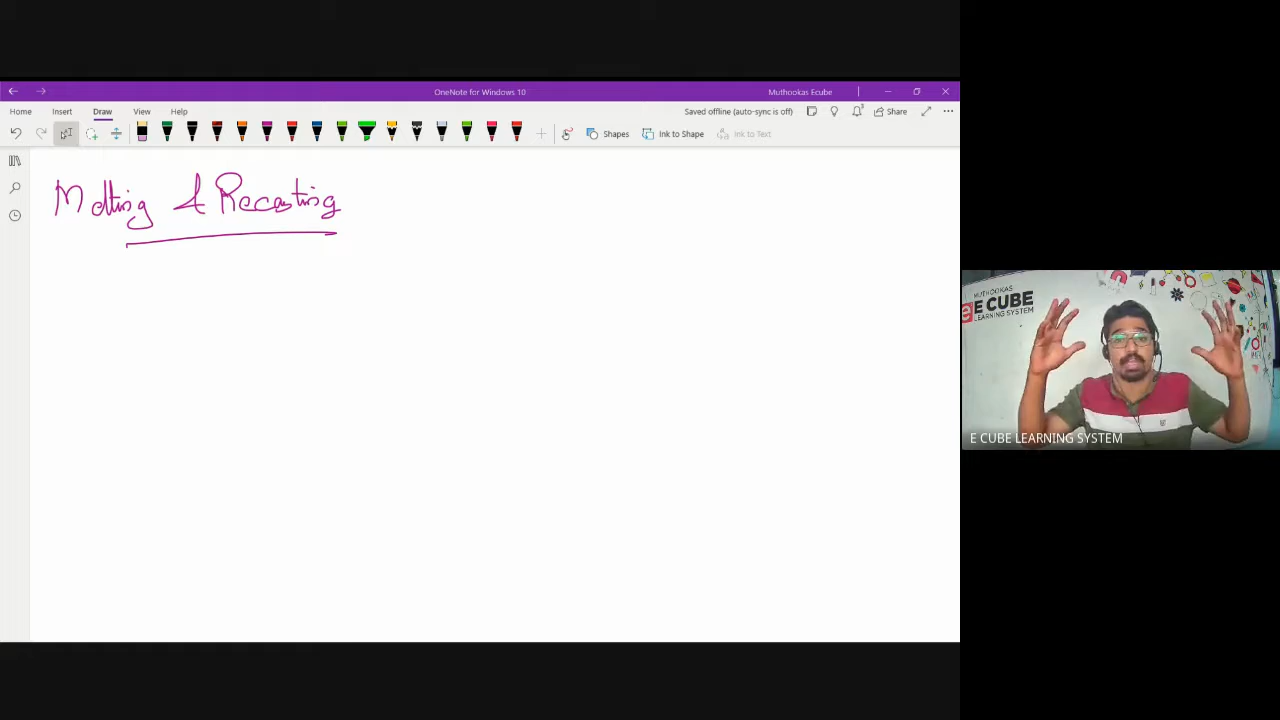 OneNote for Windows 10
Muthookas Ecube
Home Insert Draw View Help
Saved offline (auto-sync is off)
Share
Shapes
Ink to Shape
Ink to Text
Melting & Recasting
MUTHOOKAS
e E CUBE
LEARNING SYSTEM
E CUBE LEARNING SYSTEM